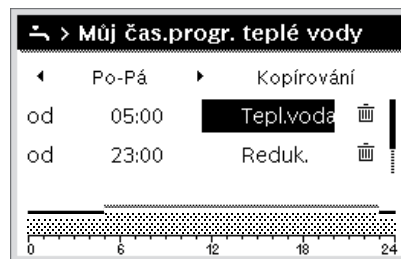 > Můj čas.progr. teplé vody
Po-Pá Kopírování
od 05:00 Tepl.voda
od 23:00 Reduk.
0 6 12 18 24